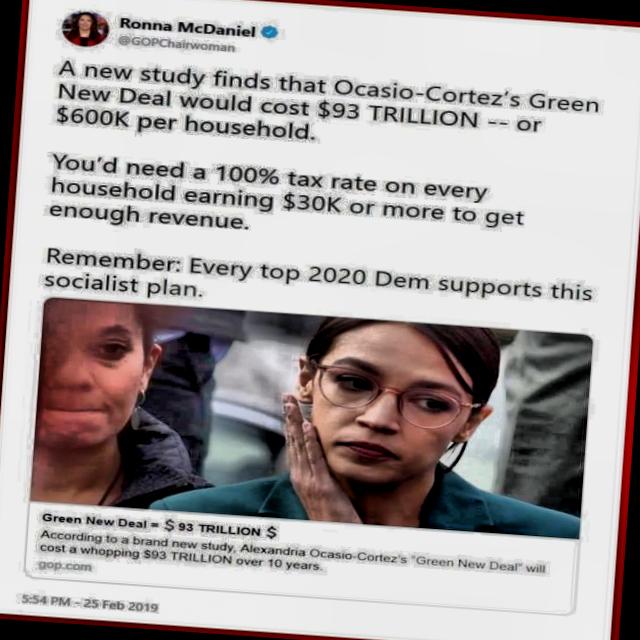 Ronna McDaniel
@GOPChairwoman
A new study finds that Ocasio-Cortez's Green
New Deal would cost $93 TRILLION -- or
$600K per household.
You'd need a 100% tax rate on every
household earning $30K or more to get
enough revenue.
Remember: Every top 2020 Dem supports this
socialist plan.
Green New Deal = $ 93 TRILLION $
According to a brand new study, Alexandria Ocasio-Cortez's "Green New Deal" will
cost a whopping $93 TRILLION over 10 years.
gop.com
5:54 PM - 25 Feb 2019